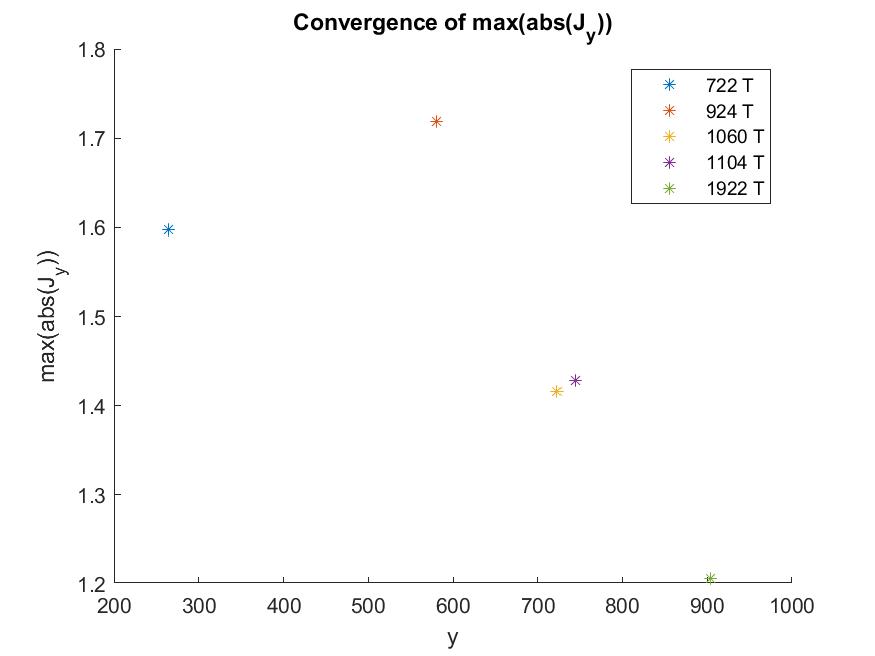 Convergence of max(abs(J_y))
1.8
1.7
1.6
1.5
1.4
1.3
1.2
max(abs(J_y))
722 T
924 T
1060 T
1104 T
1922 T
200 300 400 500 600 700 800 900 1000
y